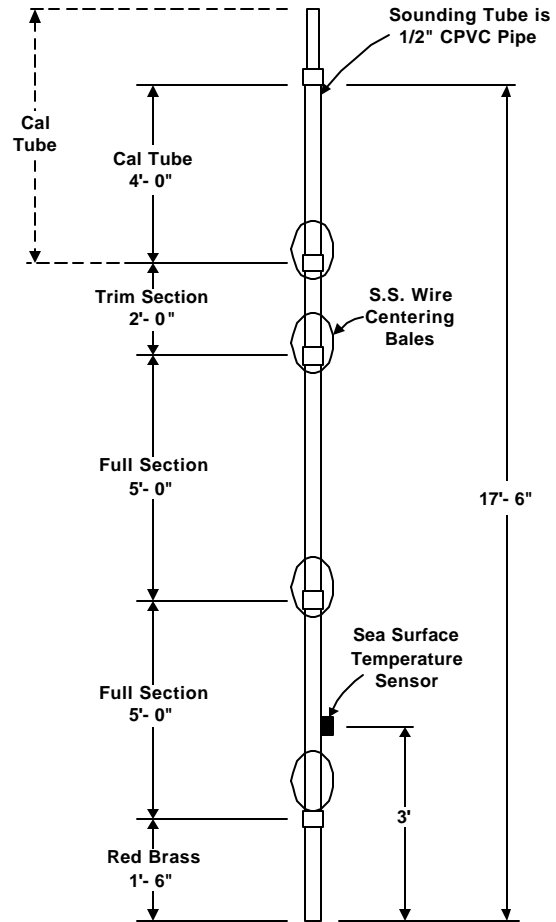 Sounding Tube is
1/2" CPVC Pipe
Cal
Tube
Cal Tube
4'- 0"
Trim Section
2'- 0"
S.S. Wire
Centering
Bales
Full Section
5'- 0"
17'- 6"
Sea Surface
Temperature
Sensor
Full Section
5'- 0"
3'
Red Brass
1'- 6"